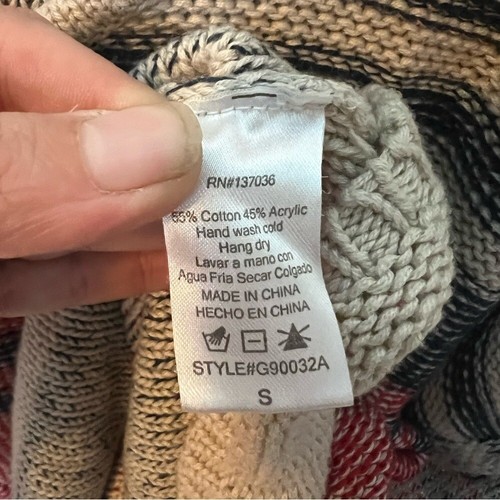 RN#137036
55% Cotton 45% Acrylic
Hand wash cold
Hang dry
Lavar a mano con
Agua Fria Secar Colgado
MADE IN CHINA
HECHO EN CHINA
STYLE#G90032A
S